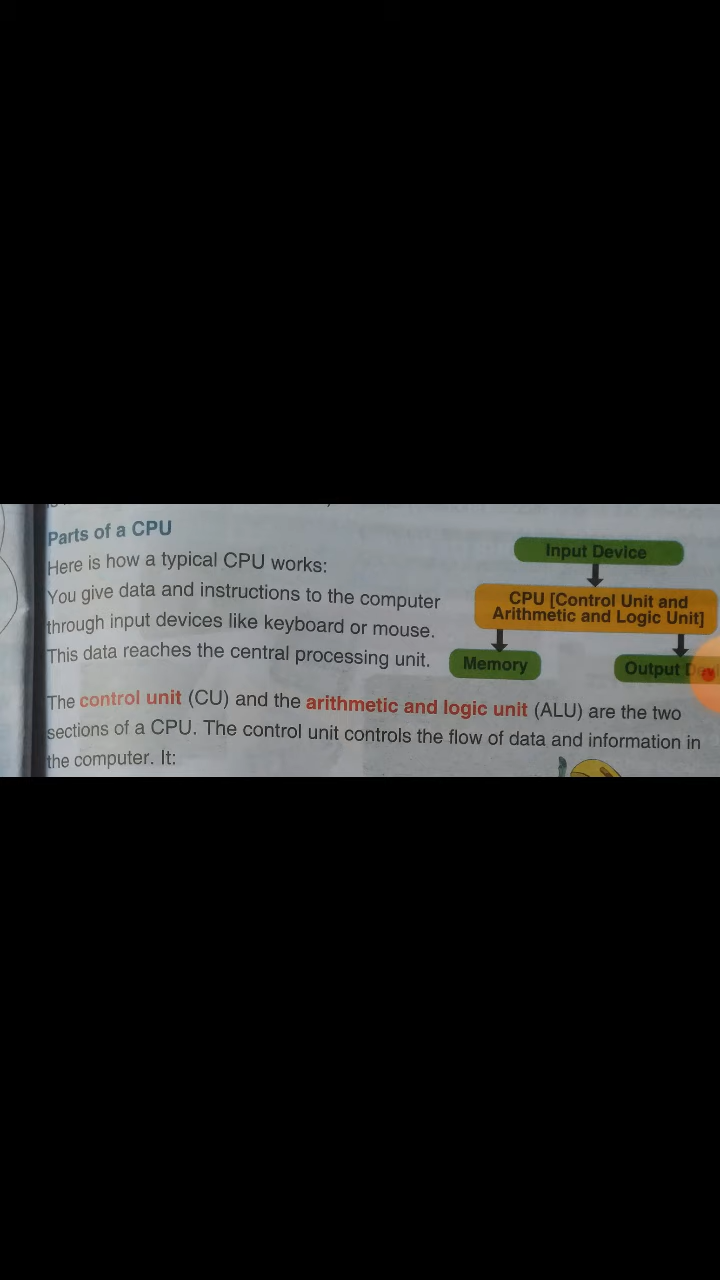 Parts of a CPU
Here is how a typical CPU works:
You give data and instructions to the computer
through input devices like keyboard or mouse.
This data reaches the central processing unit.
Input Device
CPU [Control Unit and
Arithmetic and Logic Unit]
Memory
Output
The control unit (CU) and the arithmetic and logic unit (ALU) are the two
sections of a CPU. The control unit controls the flow of data and information in
the computer. It: